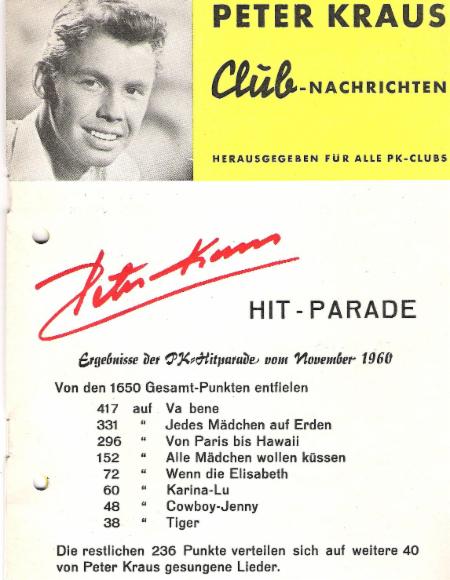 PETER KRAUS
Club-NACHRICHTEN
HERAUSGEGEBEN FÜR ALLE PK-CLUBS
Peter Kraus
HIT - PARADE
Ergebnisse der PK-Hitparade vom November 1960
Von den 1650 Gesamt-Punkten entfielen
417 auf Va bene
331 " Jedes Mädchen auf Erden
296 " Von Paris bis Hawaii
152 " Alle Mädchen wollen küssen
72 " Wenn die Elisabeth
60 " Karina-Lu
48 " Cowboy-Jenny
38 " Tiger
Die restlichen 236 Punkte verteilen sich auf weitere 40
von Peter Kraus gesungene Lieder.